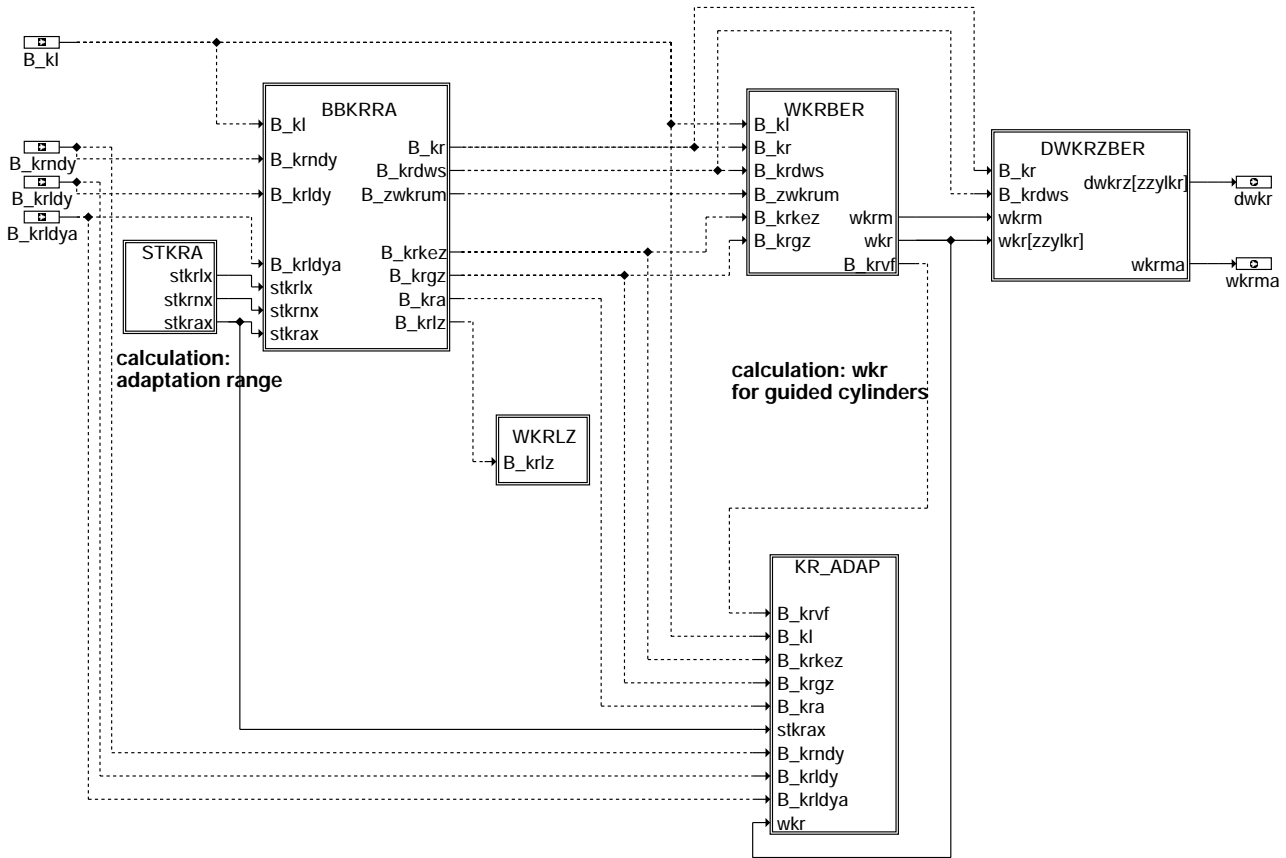 B_kl
B_krndy
B_krldy
B_krldya
STKRA
stkrlx
stkrnx
stkrax
calculation:
adaptation range
BBKRRA
B_kl
B_krndy
B_krldy
B_krldya
stkrlx
stkrnx
stkrax
B_kr
B_krdws
B_zwkrum
B_krkez
B_krgz
B_kra
B_krlz
WKRLZ
B_krlz
WKRBER
B_kl
B_kr
B_krdws
B_zwkrum
B_krkez
B_krgz
wkrm
wkr
B_krvf
calculation: wkr
for guided cylinders
DWKRZBER
B_kr
B_krdws
wkrm
wkr[zzylkr]
dwkrz[zzylkr]
wkrma
dwkr
wkrma
KR_ADAP
B_krvf
B_kl
B_krkez
B_krgz
B_kra
stkrax
B_krndy
B_krldy
B_krldya
wkr